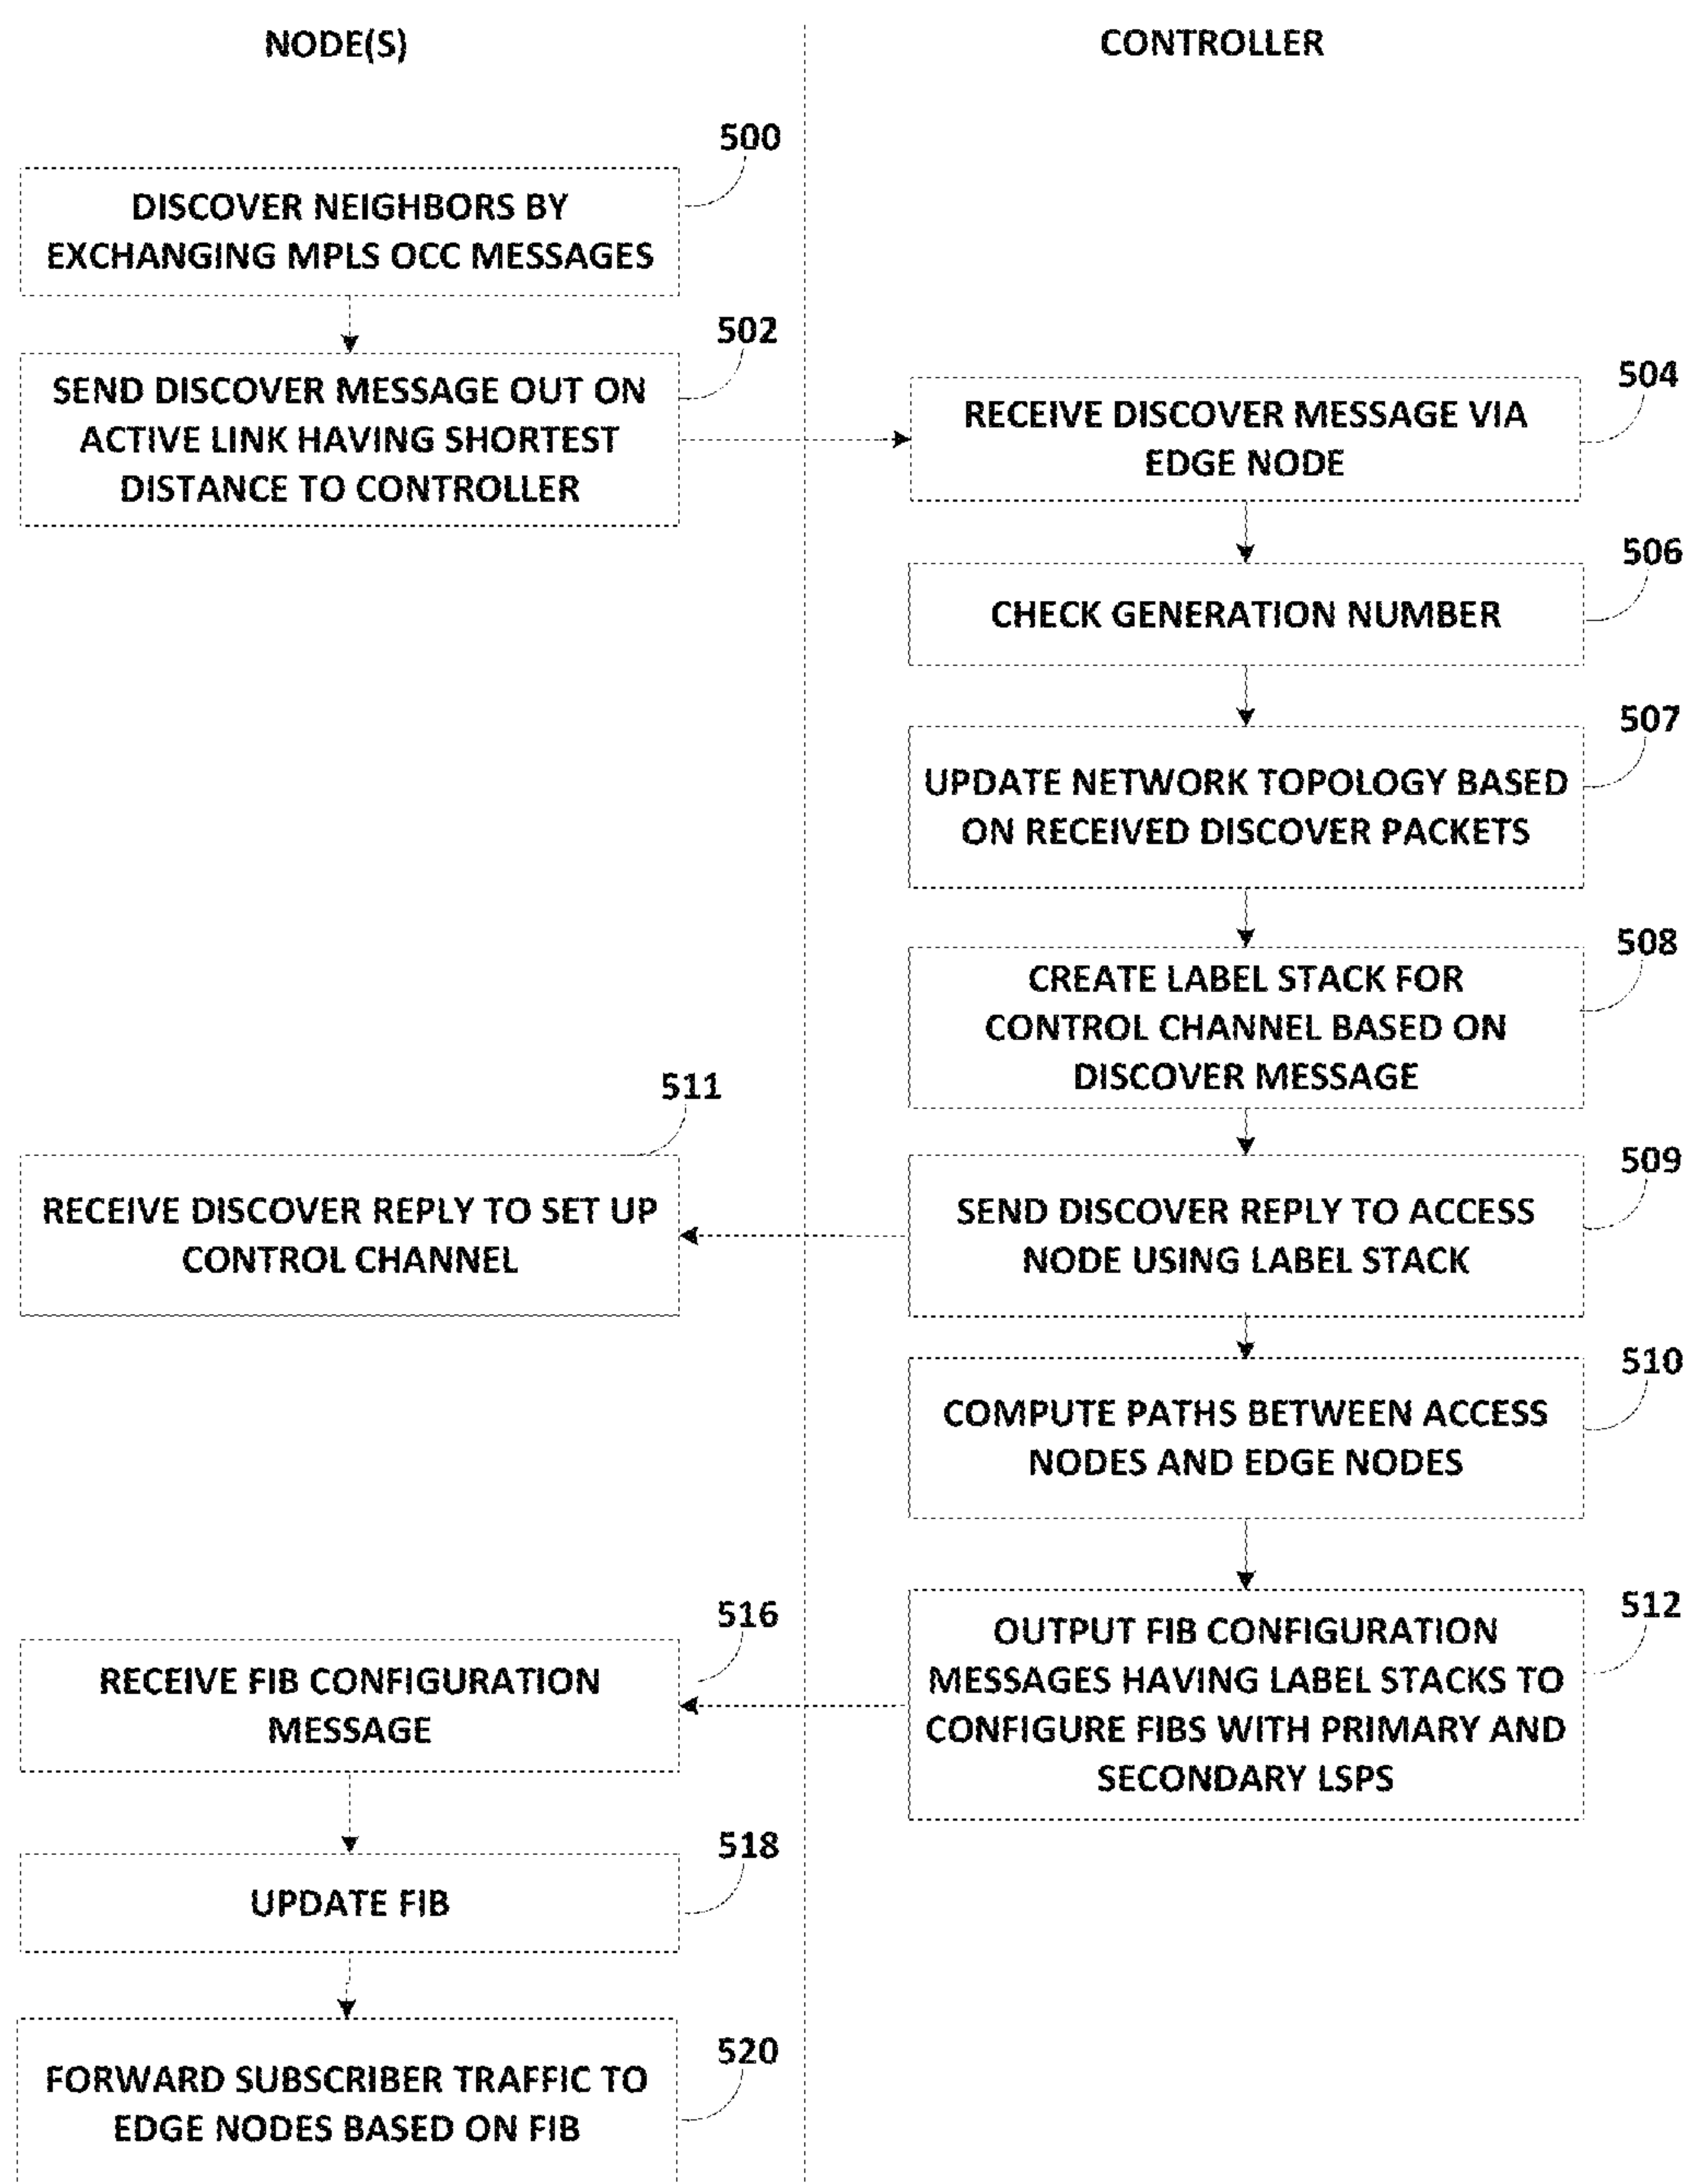 NODE(S)
CONTROLLER
500
DISCOVER NEIGHBORS BY
EXCHANGING MPLS OCC MESSAGES
502
SEND DISCOVER MESSAGE OUT ON
ACTIVE LINK HAVING SHORTEST
DISTANCE TO CONTROLLER
504
RECEIVE DISCOVER MESSAGE VIA
EDGE NODE
506
CHECK GENERATION NUMBER
507
UPDATE NETWORK TOPOLOGY BASED
ON RECEIVED DISCOVER PACKETS
508
CREATE LABEL STACK FOR
CONTROL CHANNEL BASED ON
DISCOVER MESSAGE
509
SEND DISCOVER REPLY TO ACCESS
NODE USING LABEL STACK
511
RECEIVE DISCOVER REPLY TO SET UP
CONTROL CHANNEL
510
COMPUTE PATHS BETWEEN ACCESS
NODES AND EDGE NODES
512
OUTPUT FIB CONFIGURATION
MESSAGES HAVING LABEL STACKS TO
CONFIGURE FIBS WITH PRIMARY AND
SECONDARY LSPS
516
RECEIVE FIB CONFIGURATION
MESSAGE
518
UPDATE FIB
520
FORWARD SUBSCRIBER TRAFFIC TO
EDGE NODES BASED ON FIB